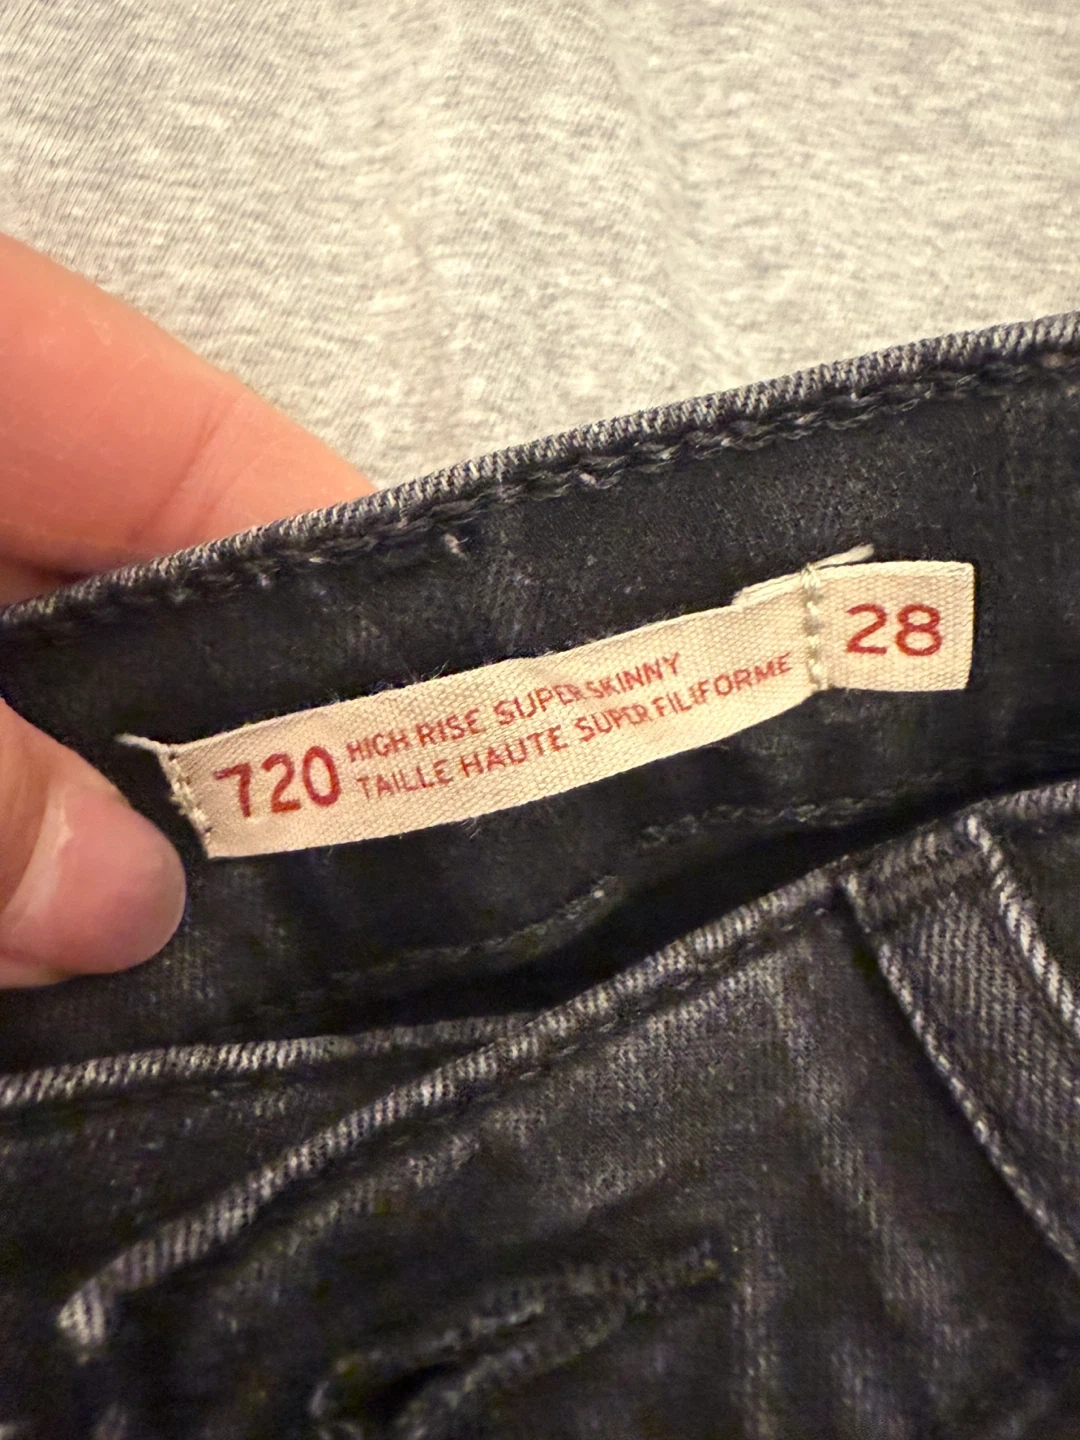 720
HIGH RISE SUPER SKINNY
TAILLE HAUTE SUPER FILIFORME
28